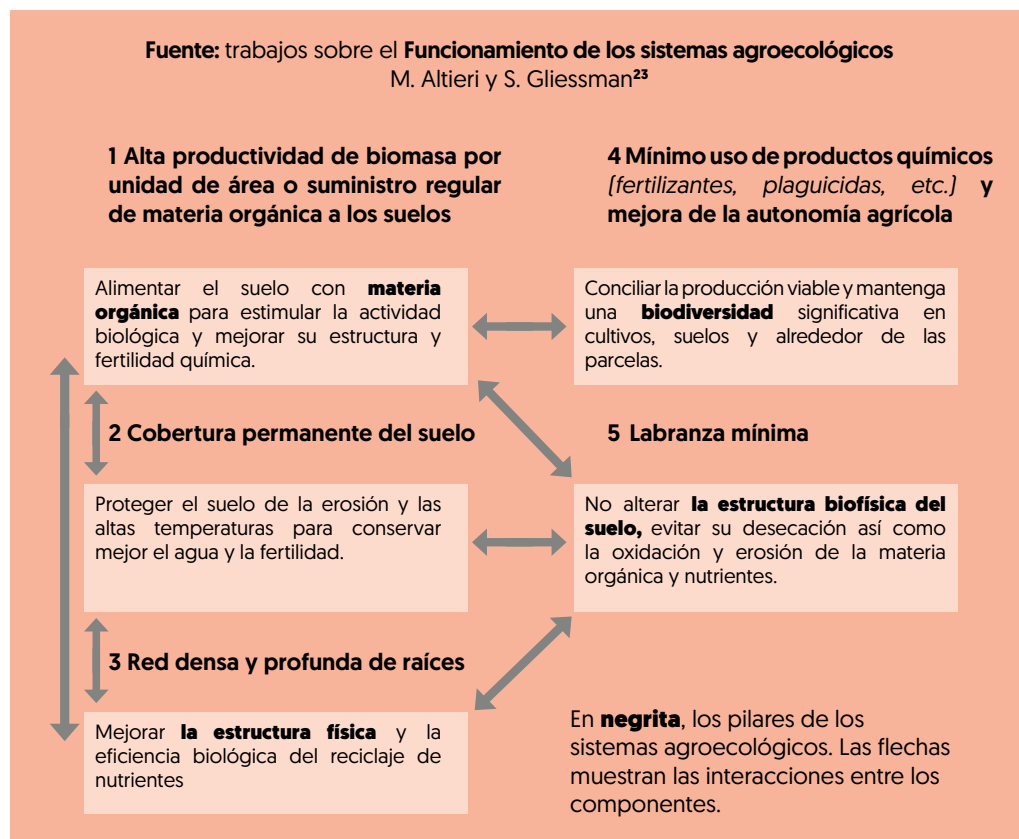 Fuente: trabajos sobre el Funcionamiento de los sistemas agroecológicos
M. Altieri y S. Gliessman²³
1 Alta productividad de biomasa por
unidad de área o suministro regular
de materia orgánica a los suelos
Alimentar el suelo con materia
orgánica para estimular la actividad
biológica y mejorar su estructura y
fertilidad química.
2 Cobertura permanente del suelo
Proteger el suelo de la erosión y las
altas temperaturas para conservar
mejor el agua y la fertilidad.
3 Red densa y profunda de raíces
Mejorar la estructura física y la
eficiencia biológica del reciclaje de
nutrientes
4 Mínimo uso de productos químicos
(fertilizantes, plaguicidas, etc.) y
mejora de la autonomía agrícola
Conciliar la producción viable y mantenga
una biodiversidad significativa en
cultivos, suelos y alrededor de las
parcelas.
5 Labranza mínima
No alterar la estructura biofísica del
suelo, evitar su desecación así como
la oxidación y erosión de la materia
orgánica y nutrientes.
En negrita, los pilares de los
sistemas agroecológicos. Las flechas
muestran las interacciones entre los
componentes.